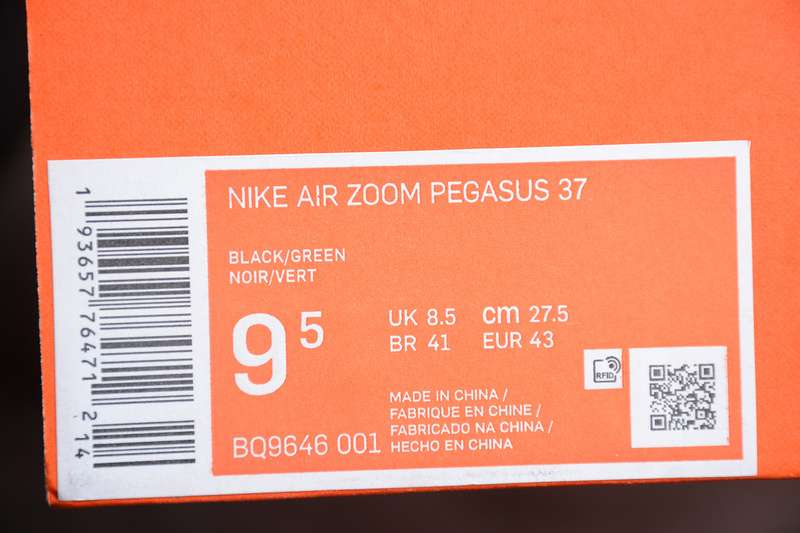 NIKE AIR ZOOM PEGASUS 37
BLACK/GREEN
NOIR/VERT
9 5
UK 8.5 cm 27.5
BR 41 EUR 43
RFID
MADE IN CHINA /
FABRIQUE EN CHINE /
FABRICADO NA CHINA /
HECHO EN CHINA
BQ9646 001
1 93657 76471 2 14